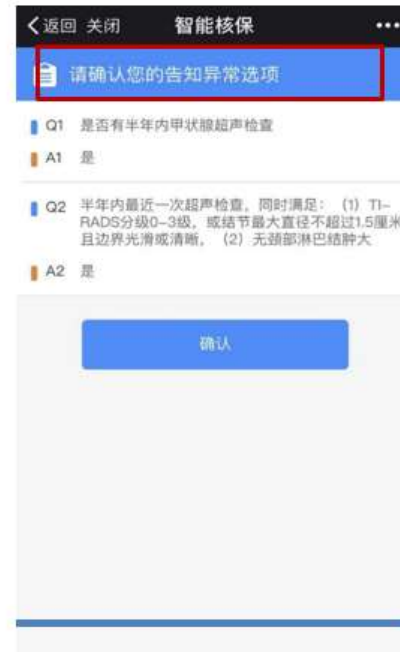 返回 关闭 智能核保 •••
请确认您的告知异常选项
Q1 是否有半年内甲状腺超声检查
A1 是
Q2 半年内最近一次超声检查，同时满足：（1）TI-
RADS分级0-3级，或结节最大直径不超过1.5厘米
且边界光滑或清晰，（2）无颈部淋巴结肿大
A2 是
确认